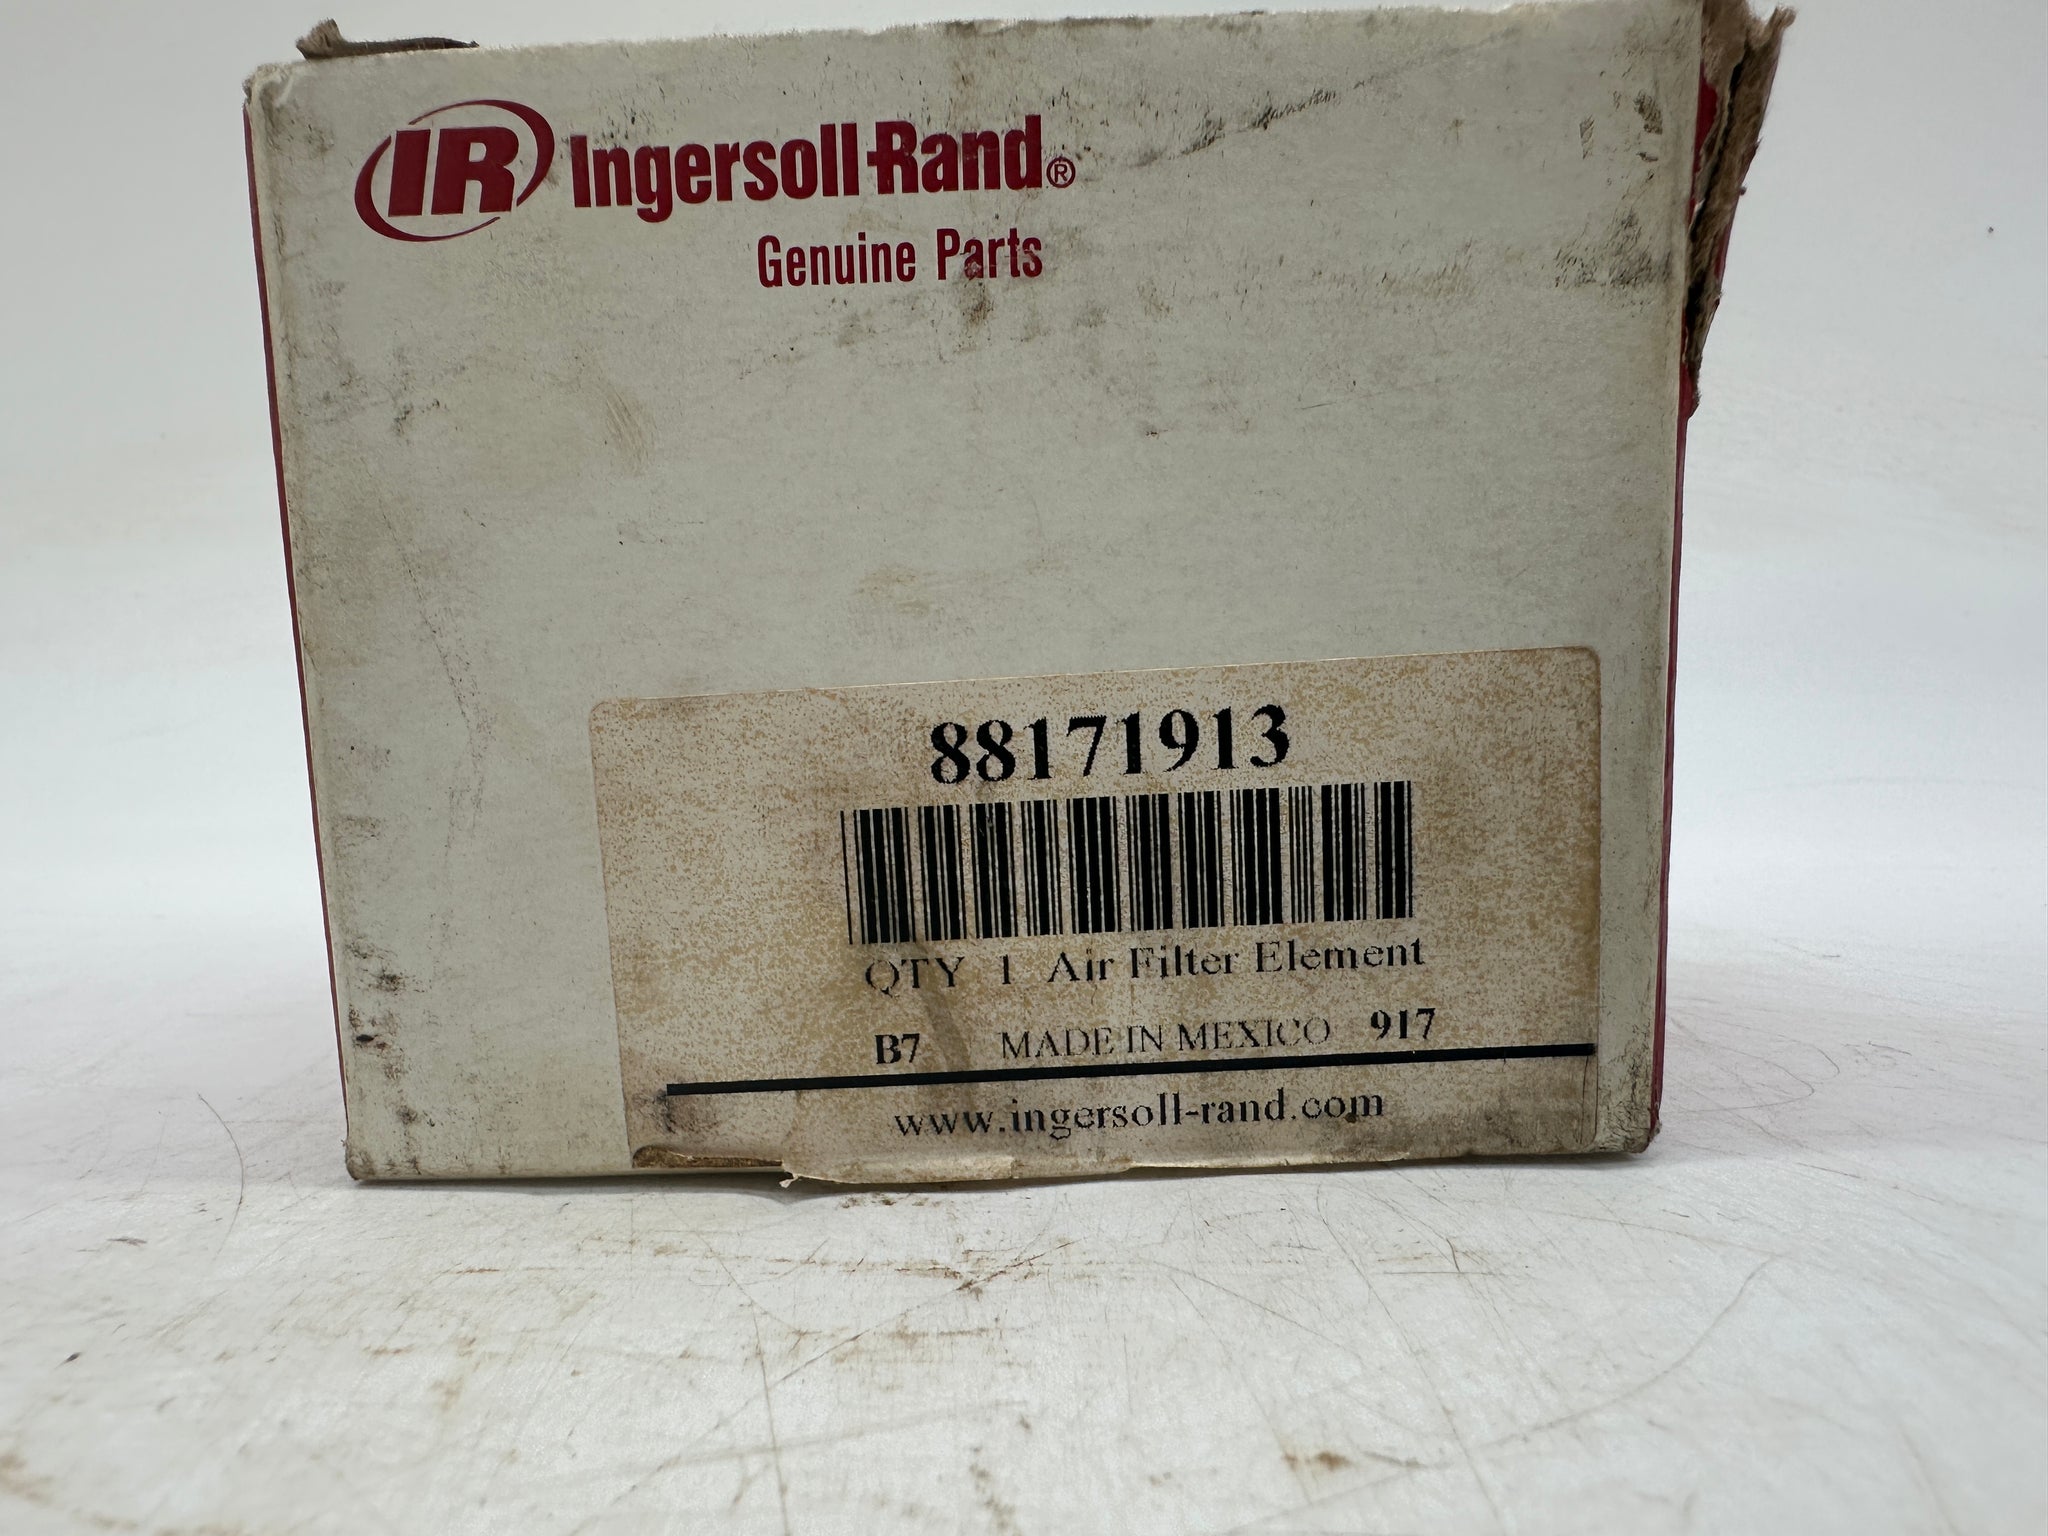 IR Ingersoll-Rand®
Genuine Parts
88171913
QTY 1 Air Filter Element
B7 MADE IN MEXICO 917
www.ingersoll-rand.com